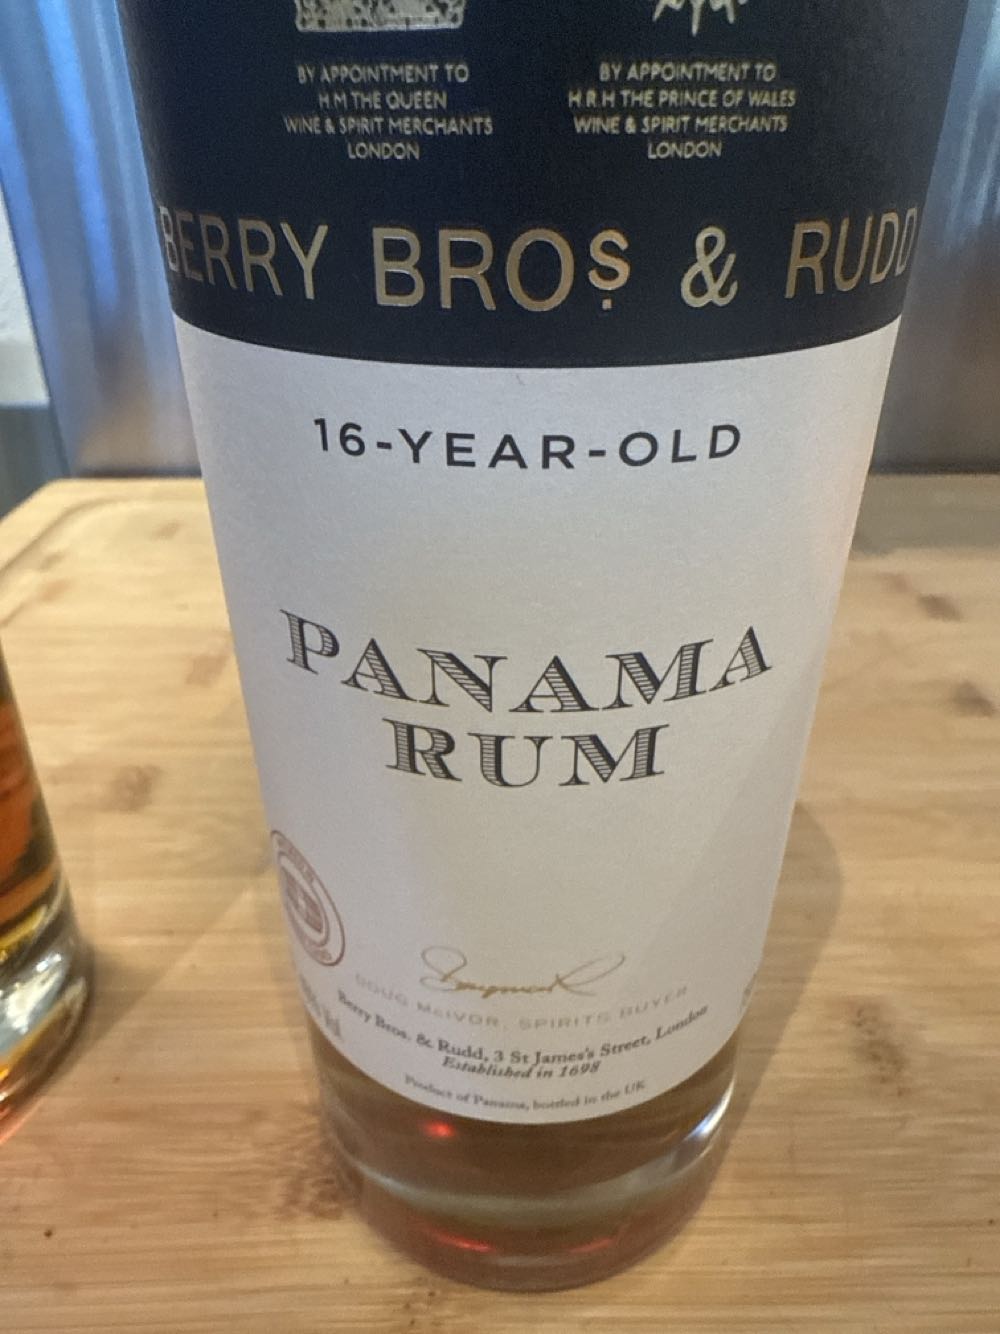 BY APPOINTMENT TO
H M THE QUEEN
WINE & SPIRIT MERCHANTS
LONDON
BY APPOINTMENT TO
H R H THE PRINCE OF WALES
WINE & SPIRIT MERCHANTS
LONDON
BERRY BROS & RUDD
16-YEAR-OLD
PANAMA
RUM
DOUG McIVOR, SPIRITS BUYER
Berry Bros. & Rudd, 3 St James's Street, London
Established in 1698
Product of Panama, bottled in the UK